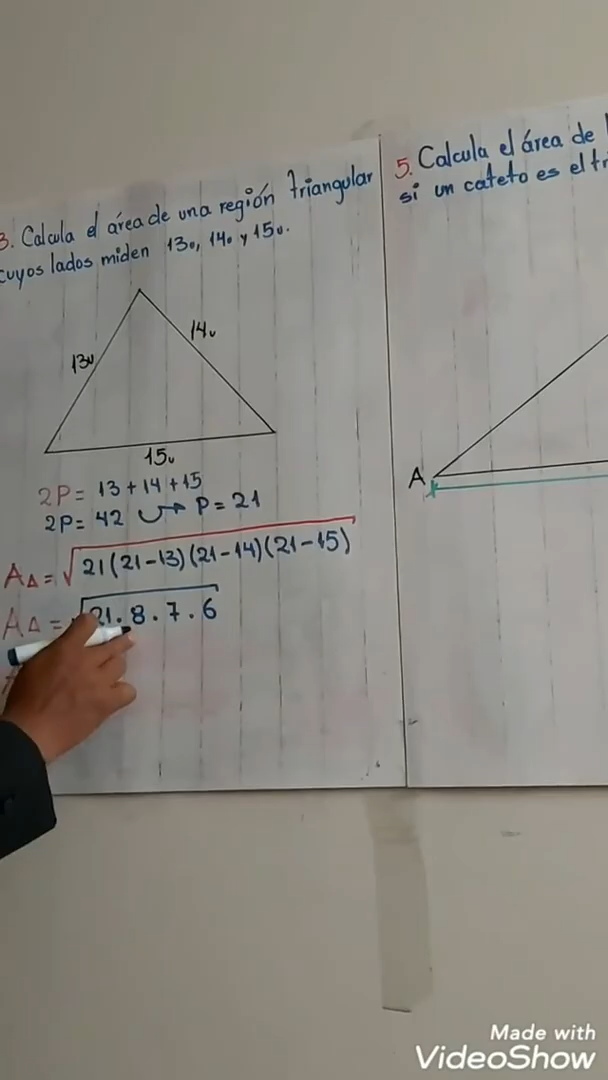 3. Calcula el área de una región triangular
cuyos lados miden 13u, 14u y 15u.
13u
14u
15u
2P = 13 + 14 + 15
2P = 42 P = 21
A△ = √21(21-13)(21-14)(21-15)
A△ = √21.8.7.6
5. Calcula el área de
si un cateto es el
A
Made with
VideoShow